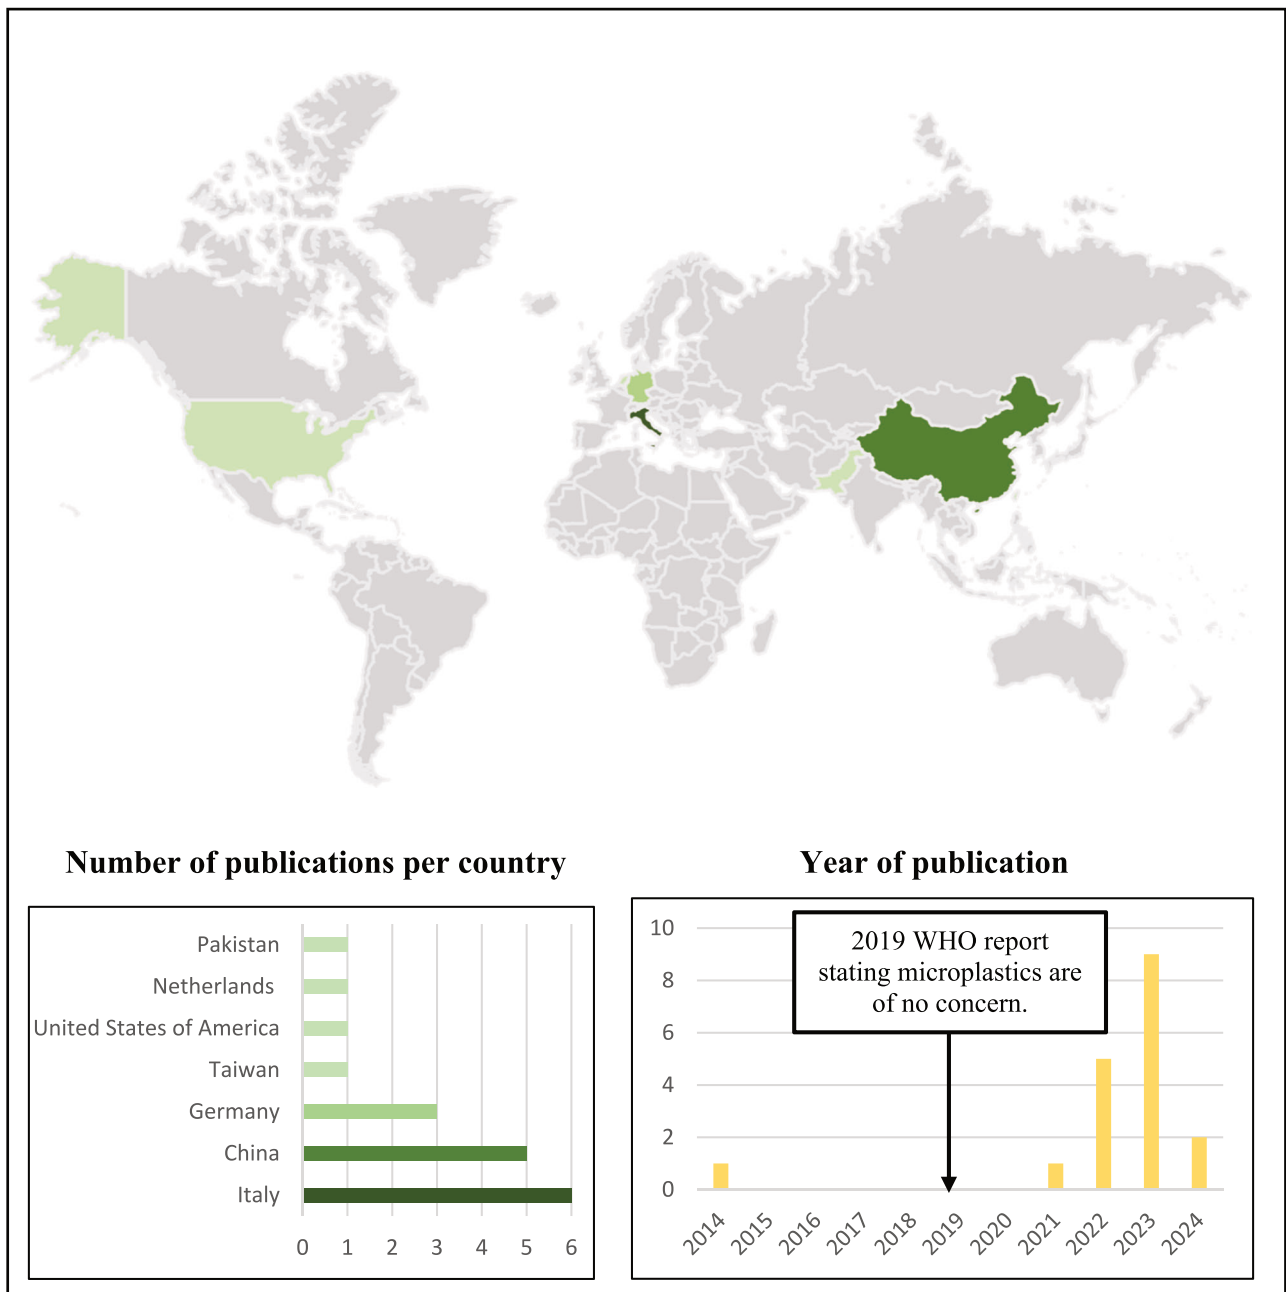 Number of publications per country
Pakistan
Netherlands
United States of America
Taiwan
Germany
China
Italy
0 1 2 3 4 5 6
Year of publication
2019 WHO report
stating microplastics are
of no concern.
10
8
6
4
2
0
2014 2015 2016 2017 2018 2019 2020 2021 2022 2023 2024